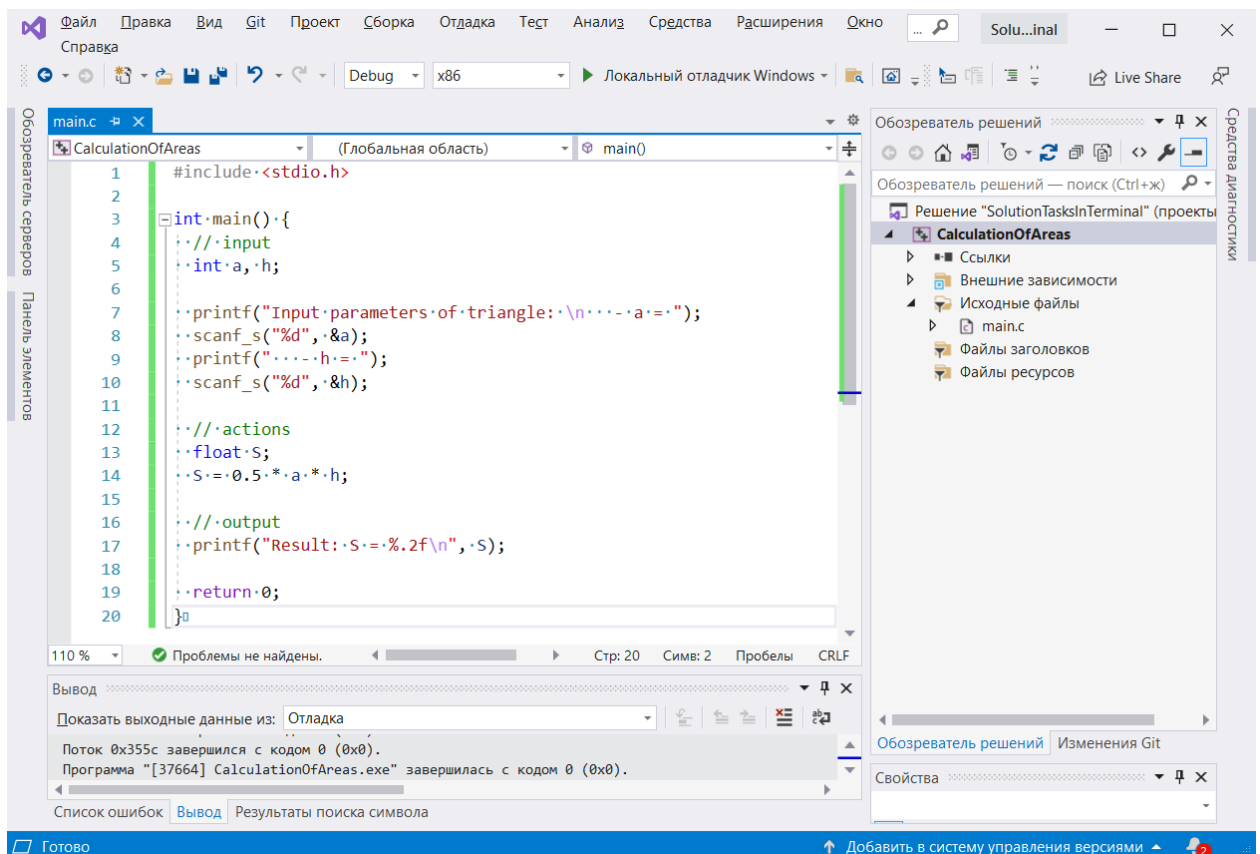 Файл Правка Вид Git Проект Сборка Отладка Тест Анализ Средства Расширения Окно ... Solu...inal
Справка
Debug x86 Локальный отладчик Windows Live Share
Обозреватель серверов
Панель элементов
main.c
CalculationOfAreas (Глобальная область) main()
1 #include <stdio.h>
2
3 int main() {
4 // input
5 int a, h;
6
7 printf("Input parameters of triangle: \n   - a = ");
8 scanf_s("%d", &a);
9 printf("   - h = ");
10 scanf_s("%d", &h);
11
12 // actions
13 float S;
14 S = 0.5 * a * h;
15
16 // output
17 printf("Result: S = %.2f\n", S);
18
19 return 0;
20 }
110 % Проблемы не найдены. Стр: 20 Симв: 2 Пробелы CRLF
Вывод
Показать выходные данные из: Отладка
Поток 0x355c завершился с кодом 0 (0x0).
Программа "[37664] CalculationOfAreas.exe" завершилась с кодом 0 (0x0).
Список ошибок Вывод Результаты поиска символа
Обозреватель решений
Обозреватель решений — поиск (Ctrl+ж)
Решение "SolutionTasksInTerminal" (проекты
CalculationOfAreas
Ссылки
Внешние зависимости
Исходные файлы
main.c
Файлы заголовков
Файлы ресурсов
Обозреватель решений Изменения Git
Свойства
Средства диагностики
Готово Добавить в систему управления версиями 2